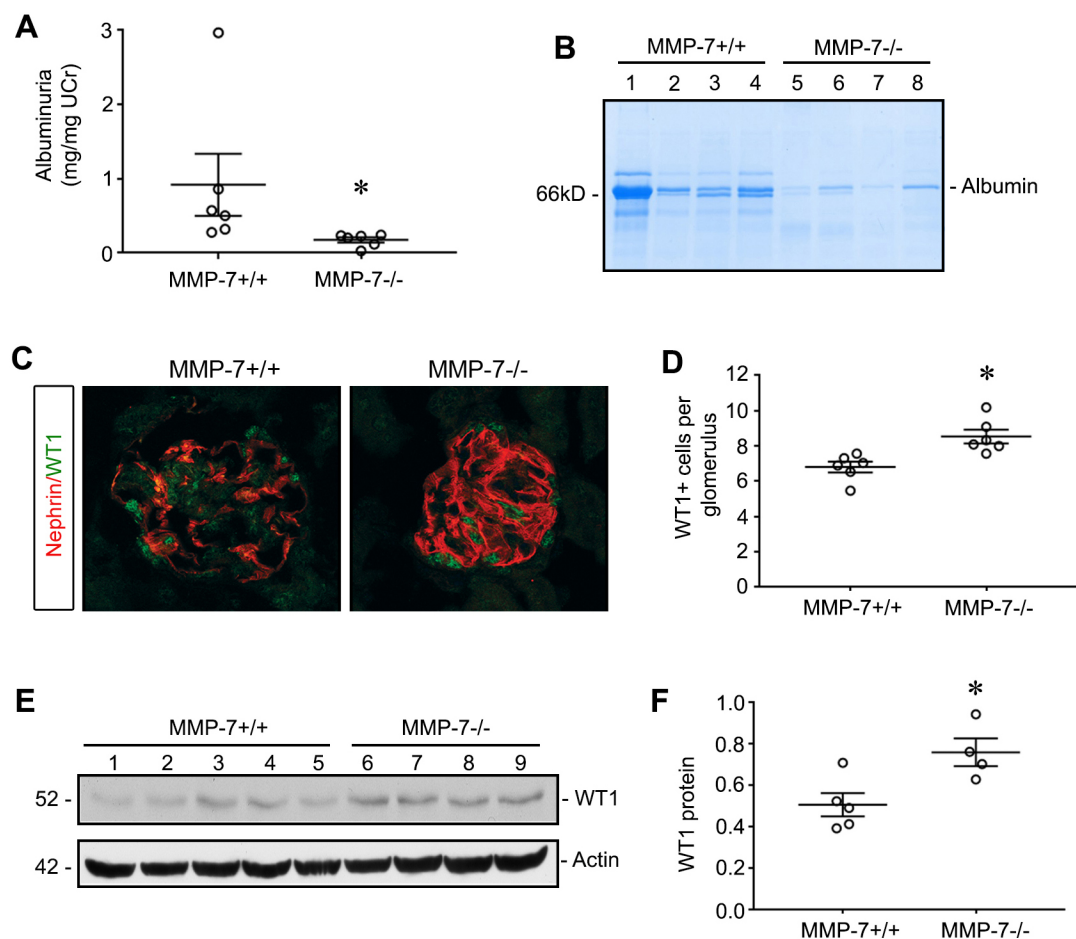 A
3
2
1
0
Albuminuria
(mg/mg UCr)
*
MMP-7+/+ MMP-7-/-
B
MMP-7+/+ MMP-7-/-
1 2 3 4 5 6 7 8
66kD - - Albumin
C
MMP-7+/+ MMP-7-/-
Nephrin/WT1
D
12
10
8
6
4
2
0
WT1+ cells per
glomerulus
*
MMP-7+/+ MMP-7-/-
E
MMP-7+/+ MMP-7-/-
1 2 3 4 5 6 7 8 9
52 - - WT1
42 - - Actin
F
1.0
0.8
0.6
0.4
0.2
0.0
WT1 protein
*
MMP-7+/+ MMP-7-/-